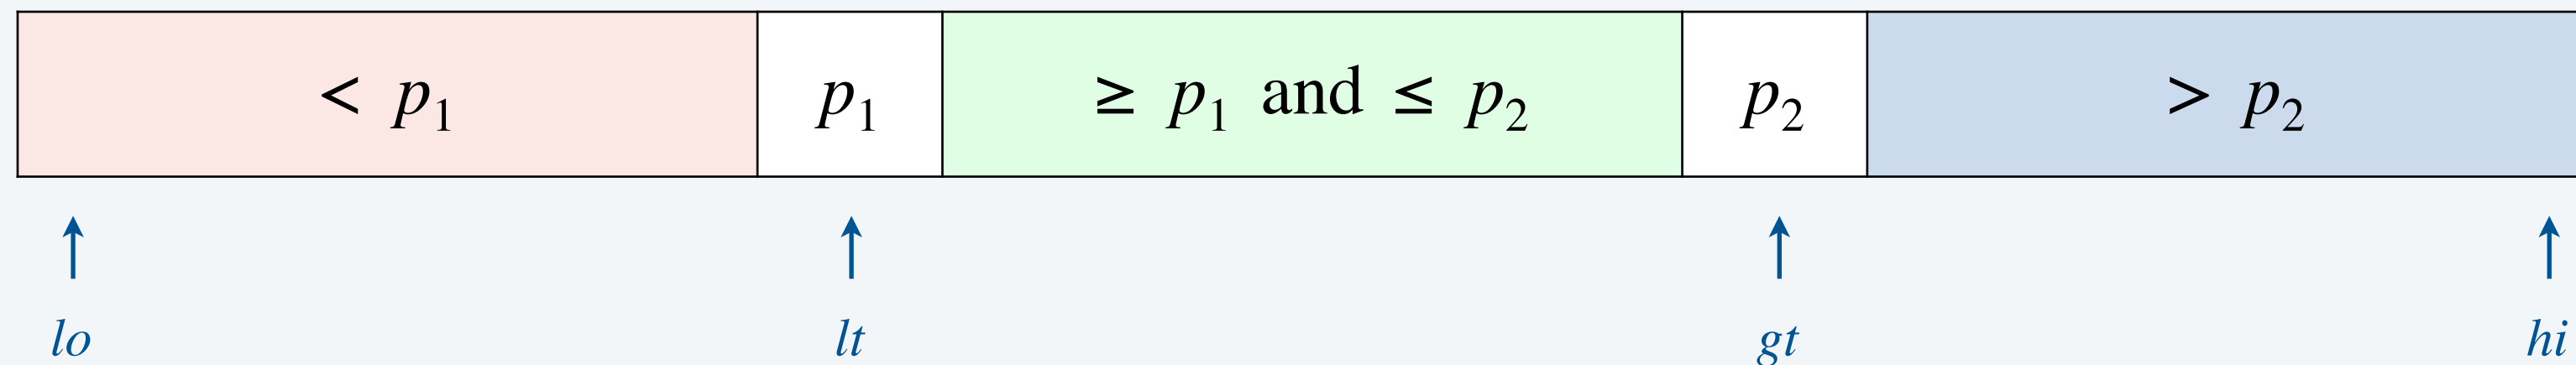 < p₁ p₁ ≥ p₁ and ≤ p₂ p₂ > p₂
lo lt gt hi